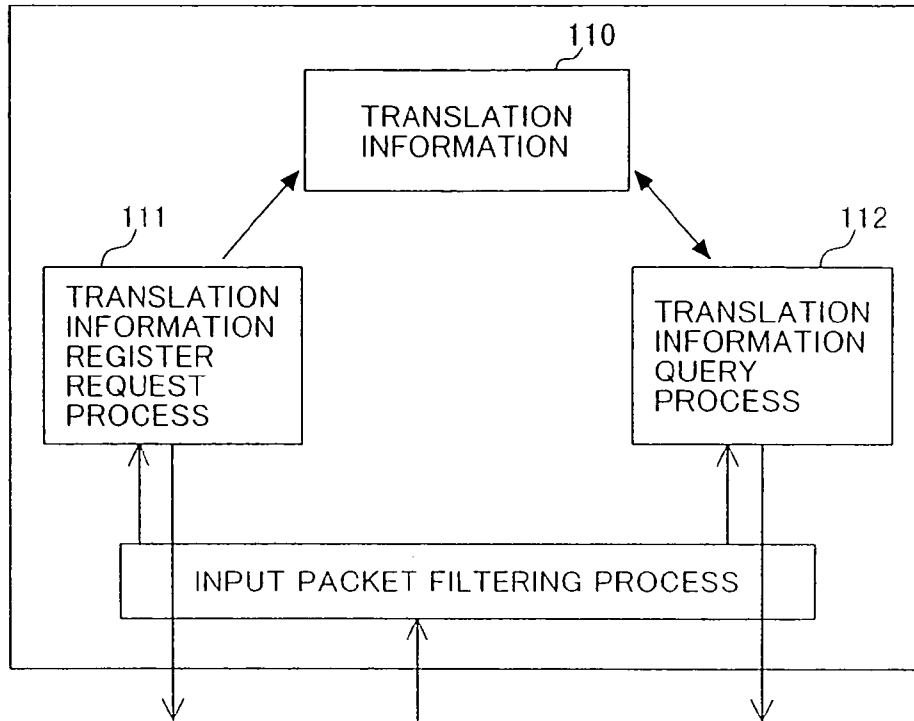 110
TRANSLATION
INFORMATION
111
TRANSLATION
INFORMATION
REGISTER
REQUEST
PROCESS
112
TRANSLATION
INFORMATION
QUERY
PROCESS
INPUT PACKET FILTERING PROCESS